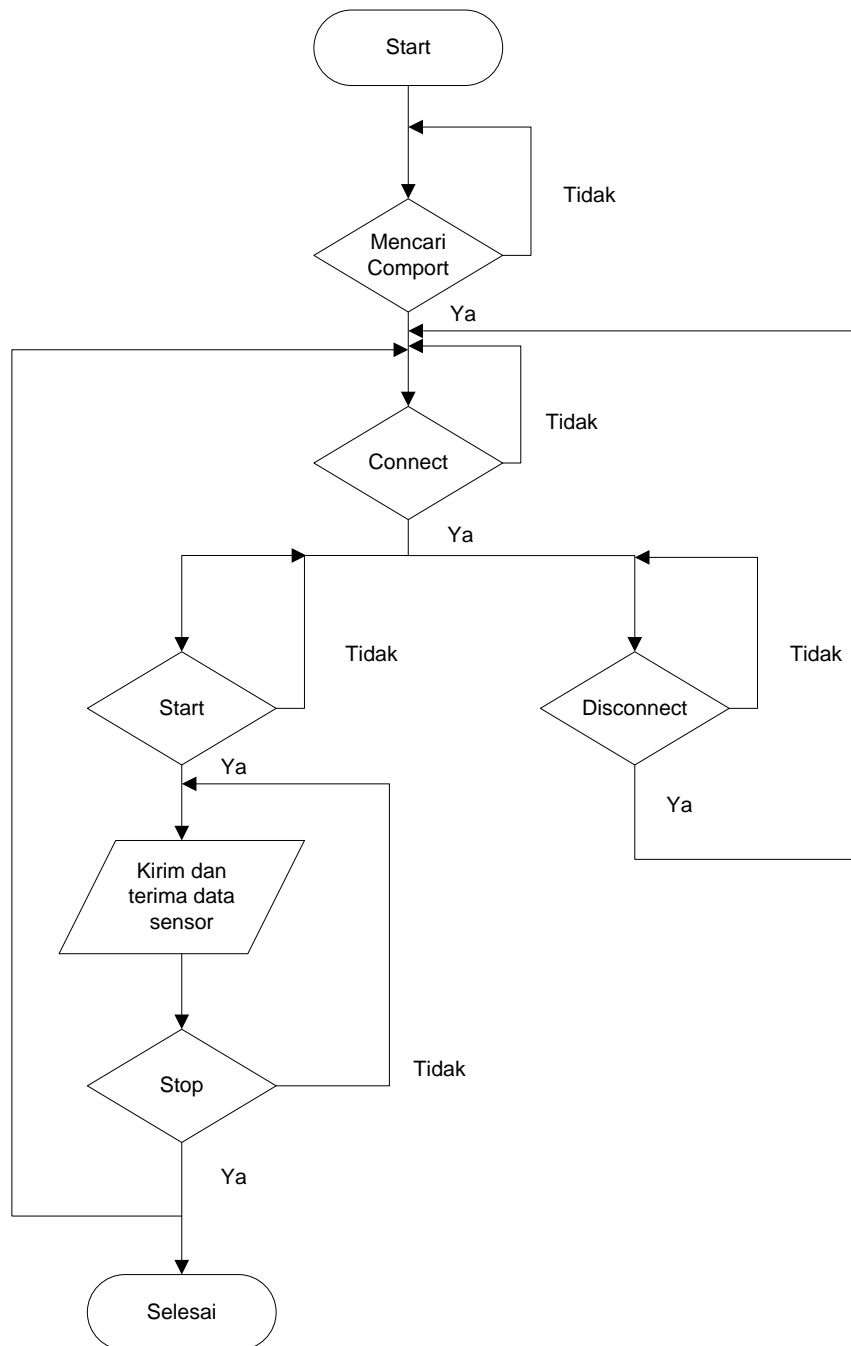 Start
Tidak
Mencari
Comport
Ya
Tidak
Connect
Ya
Tidak
Tidak
Start
Disconnect
Ya
Ya
Kirim dan
terima data
sensor
Tidak
Stop
Ya
Selesai